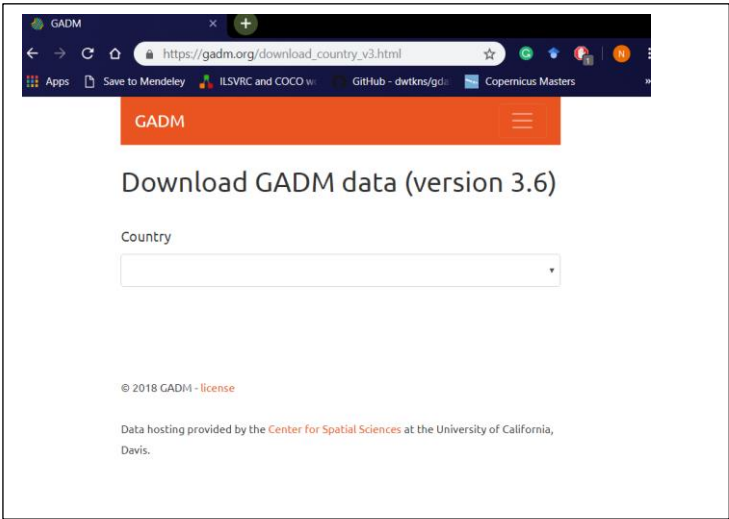 GADM
https://gadm.org/download_country_v3.html
Apps Save to Mendeley ILSVRC and COCO w GitHub - dwtkns/gda Copernicus Masters »
GADM
Download GADM data (version 3.6)
Country
© 2018 GADM - license
Data hosting provided by the Center for Spatial Sciences at the University of California,
Davis.